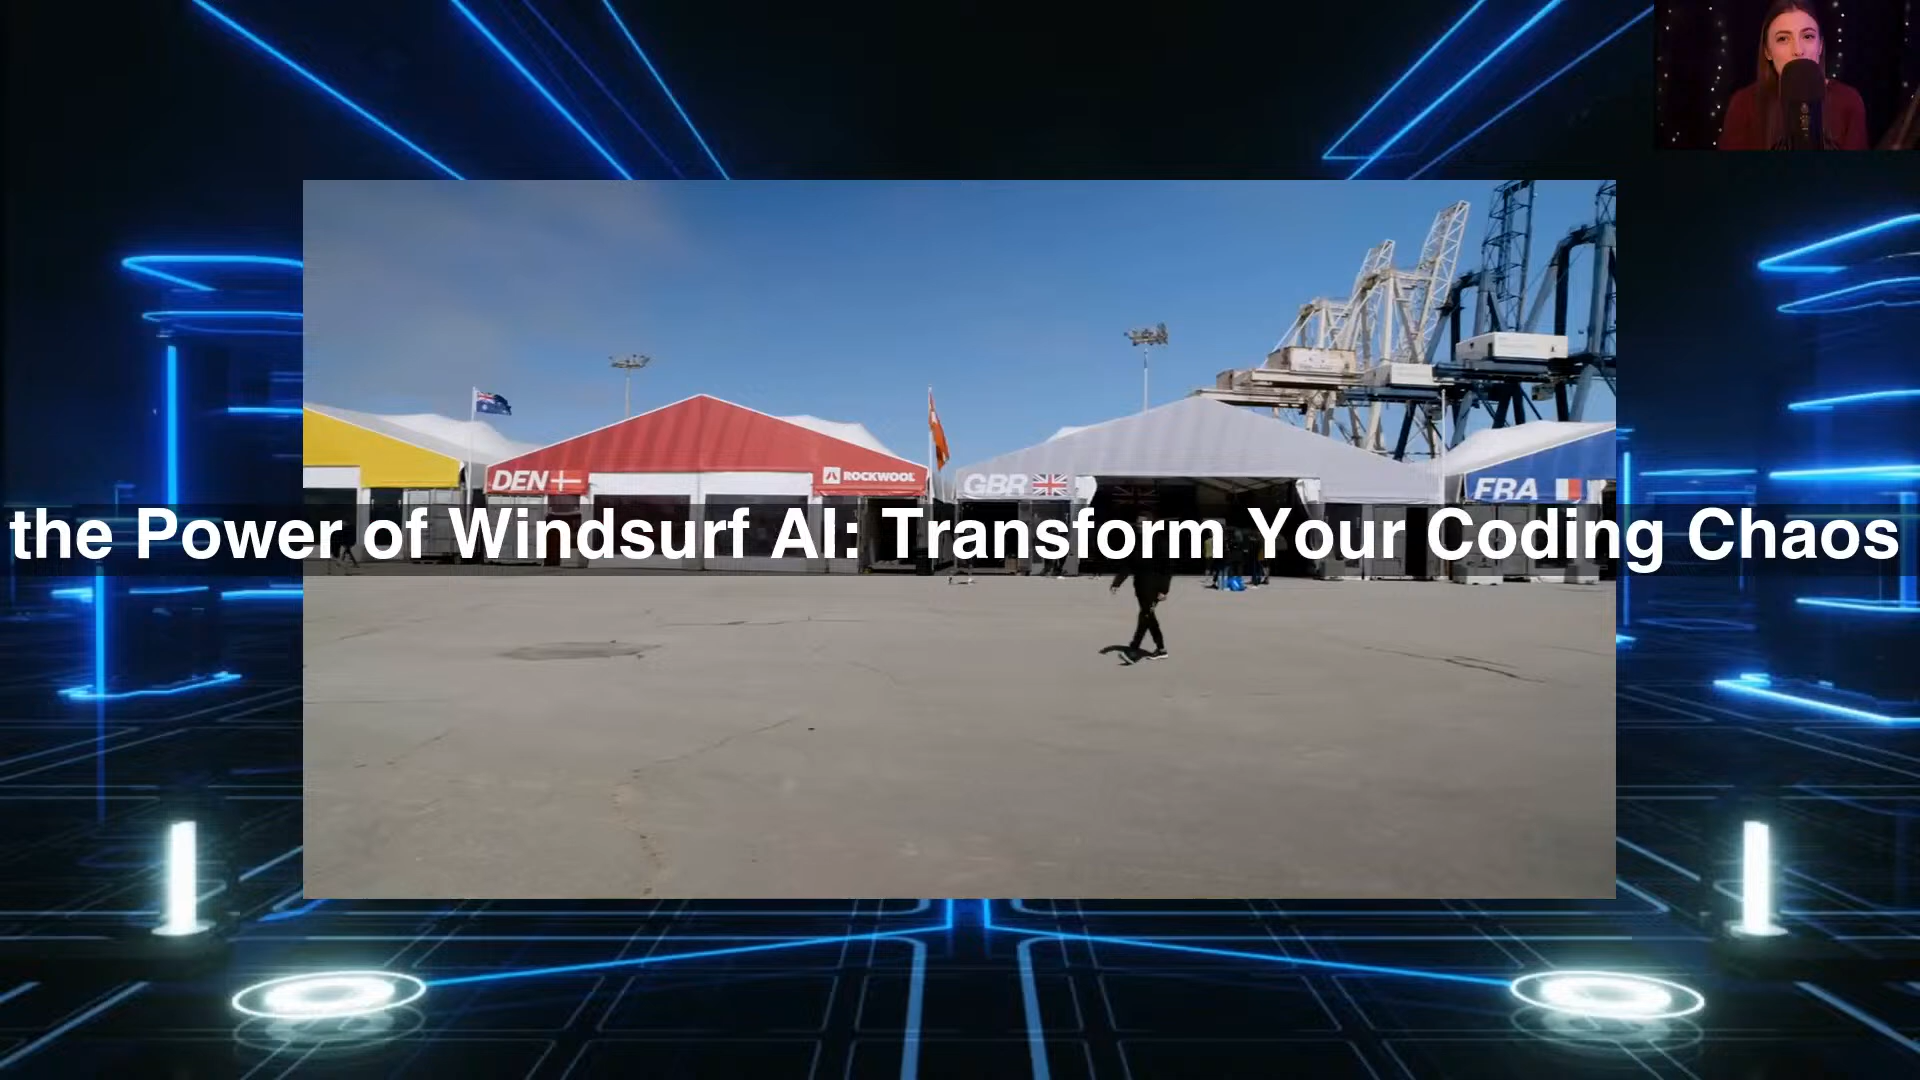 DEN
ROCKWOOL
GBR
FRA
the Power of Windsurf AI: Transform Your Coding Chaos